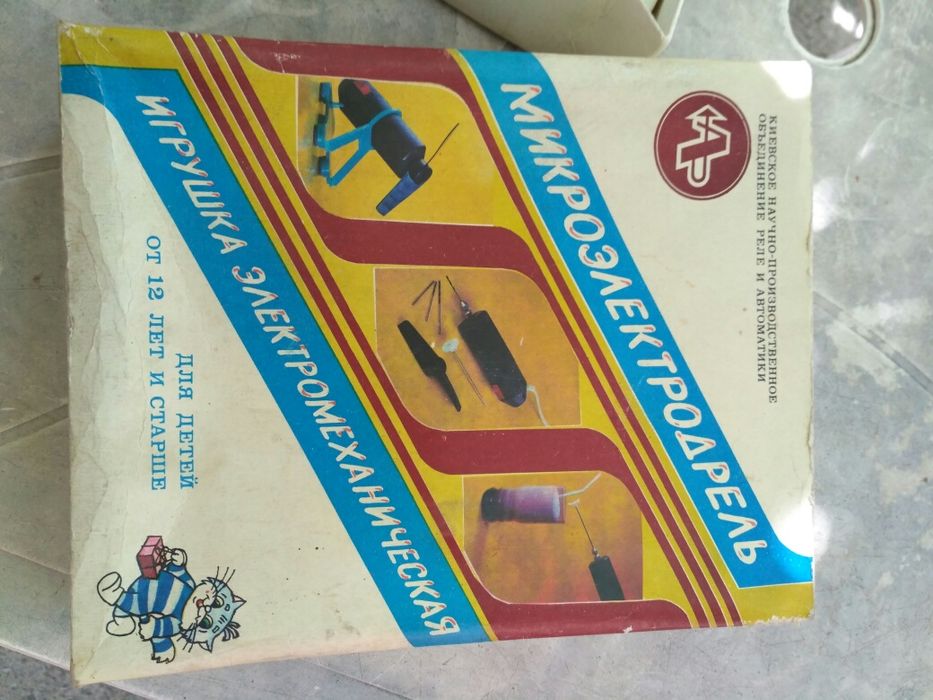 КИЕВСКОЕ НАУЧНО-ПРОИЗВОДСТВЕННОЕ
ОБЪЕДИНЕНИЕ РЕЛЕ И АВТОМАТИКИ
МИКРОЭЛЕКТРОДРЕЛЬ
ИГРУШКА ЭЛЕКТРОМЕХАНИЧЕСКАЯ
ДЛЯ ДЕТЕЙ
ОТ 12 ЛЕТ И СТАРШЕ